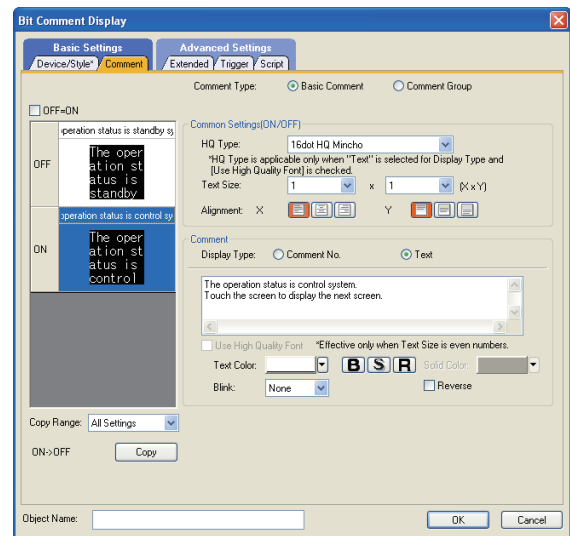 Bit Comment Display
Basic Settings
Advanced Settings
Device/Style*
Comment
Extended
Trigger
Script
Comment Type:
Basic Comment
Comment Group
OFF=ON
operation status is standby sy
OFF
The oper
ation st
atus is
standby
operation status is control sy
ON
The oper
ation st
atus is
control
Copy Range:
All Settings
ON->OFF
Copy
Common Settings(ON/OFF)
HQ Type:
16dot HQ Mincho
*HQ Type is applicable only when "Text" is selected for Display Type and
[Use High Quality Font] is checked.
Text Size:
1
x
1
(X x Y)
Alignment:
X
Y
Comment
Display Type:
Comment No.
Text
The operation status is control system.
Touch the screen to display the next screen.
Use High Quality Font
*Effective only when Text Size is even numbers.
Text Color:
B
S
R
Solid Color:
Blink:
None
Reverse
Object Name:
OK
Cancel